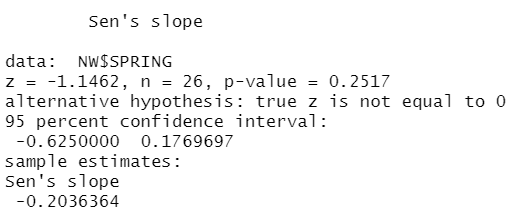 Sen's slope
data: NW$SPRING
z = -1.1462, n = 26, p-value = 0.2517
alternative hypothesis: true z is not equal to 0
95 percent confidence interval:
-0.6250000 0.1769697
sample estimates:
Sen's slope
-0.2036364